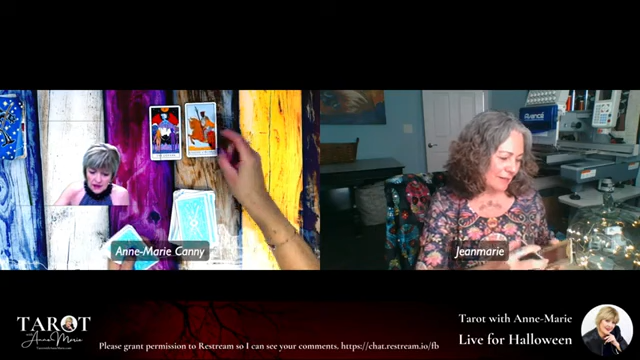 Anne-Marie Canny
Jeanmarie
TAROT
with
Anne Marie
Please grant permission to Restream so I can see your comments. https://chat.restream.io/fb
Tarot with Anne-Marie
Live for Halloween